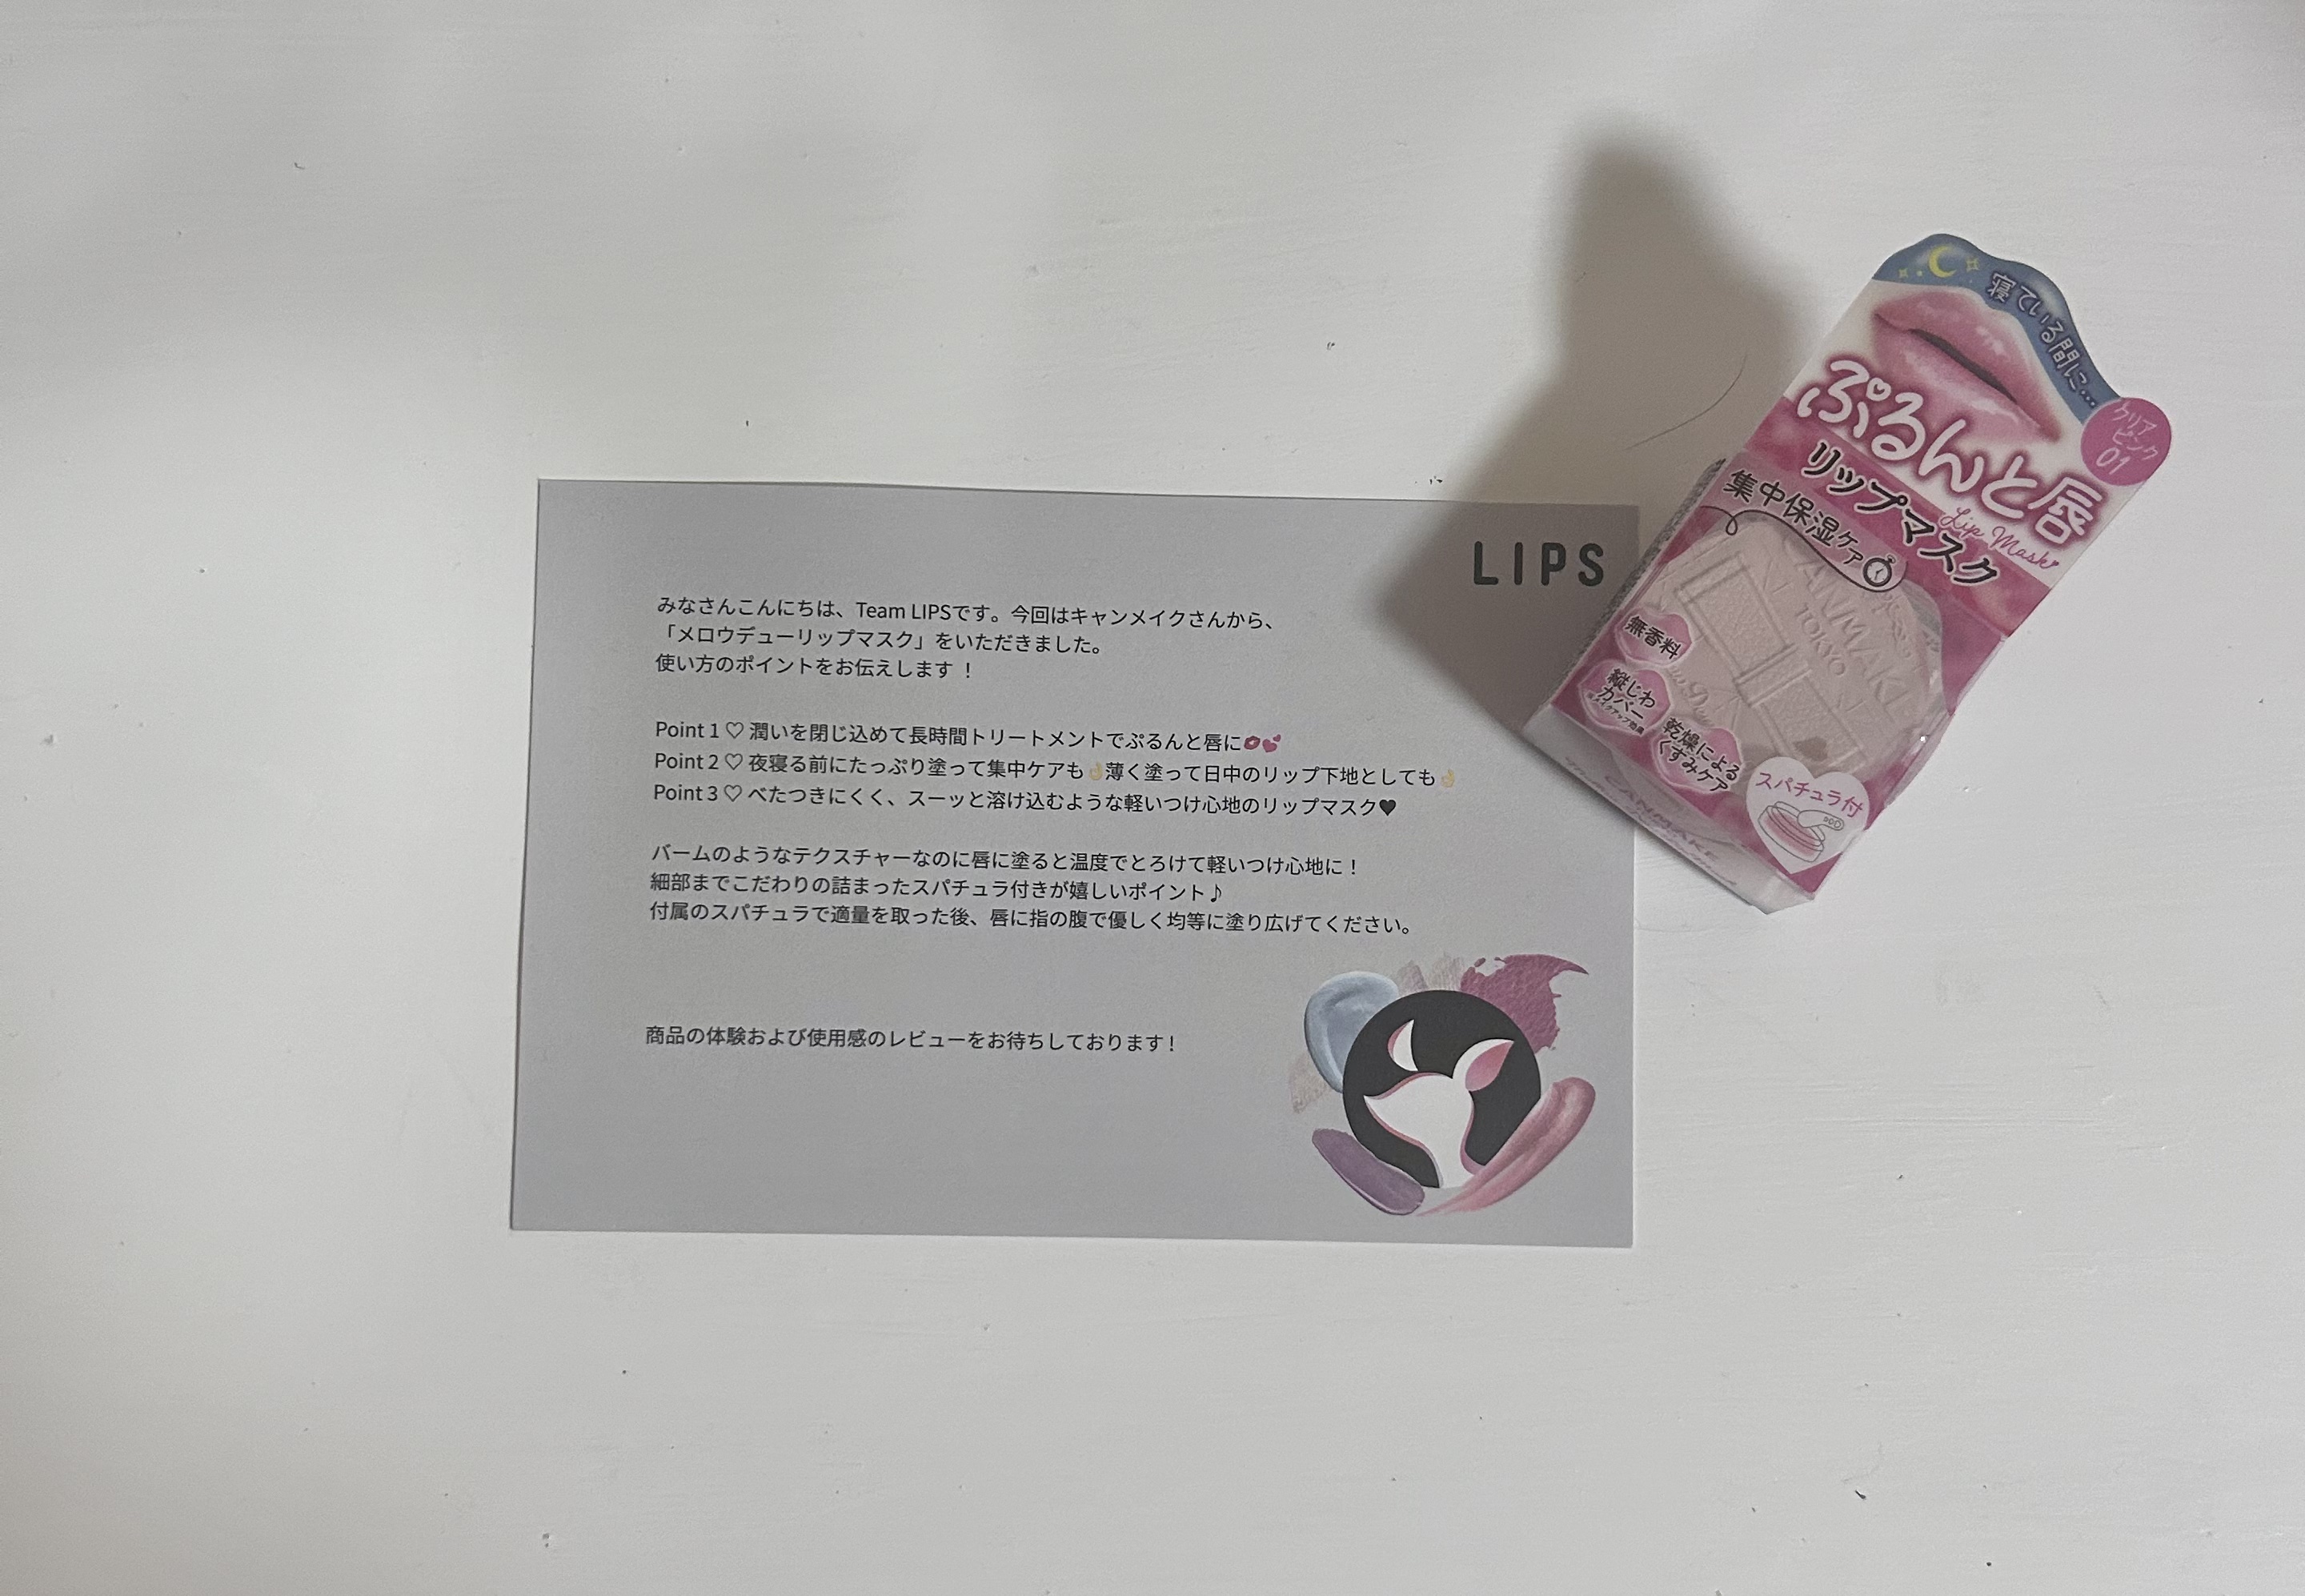 LIPS
みなさんこんにちは、Team LIPSです。今回はキャンメイクさんから、
「メロウデューリップマスク」をいただきました。
使い方のポイントをお伝えします ！
Point 1 ♡ 潤いを閉じ込めて長時間トリートメントでぷるんと唇に💋💕
Point 2 ♡ 夜寝る前にたっぷり塗って集中ケアも👌薄く塗って日中のリップ下地としても👌
Point 3 ♡ べたつきにくく、スーッと溶け込むような軽いつけ心地のリップマスク♥
バームのようなテクスチャーなのに唇に塗ると温度でとろけて軽いつけ心地に！
細部までこだわりの詰まったスパチュラ付きが嬉しいポイント♪
付属のスパチュラで適量を取った後、唇に指の腹で優しく均等に塗り広げてください。
商品の体験および使用感のレビューをお待ちしております！
寝ている間に…
クリア
ピンク
01
ぷるんと唇
リップマスク
Lip Mask
集中保湿ケア
CANMAKE
TOKYO
無香料
縦じわ
カバー
※メイクアップ効果
乾燥による
くすみケア
スパチュラ付
CANMAKE